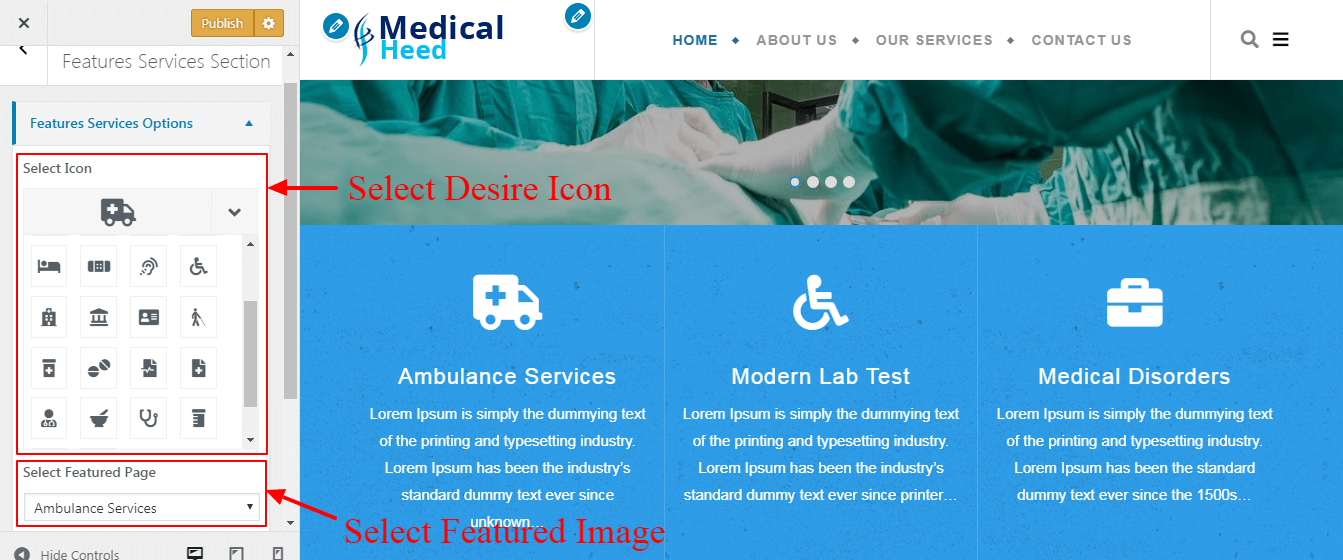 Publish
Features Services Section
Features Services Options
Select Icon
Select Featured Page
Ambulance Services
Hide Controls
Medical
Heed
HOME
ABOUT US
OUR SERVICES
CONTACT US
Select Desire Icon
Ambulance Services
Lorem Ipsum is simply the dummying text
of the printing and typesetting industry.
Lorem Ipsum has been the industry’s
standard dummy text ever since
unknown…
Modern Lab Test
Lorem Ipsum is simply the dummying text
of the printing and typesetting industry.
Lorem Ipsum has been the industry’s
standard dummy text ever since printer…
Medical Disorders
Lorem Ipsum is simply the dummying text
of the printing and typesetting industry.
Lorem Ipsum has been the standard
dummy text ever since the 1500s…
Select Featured Image